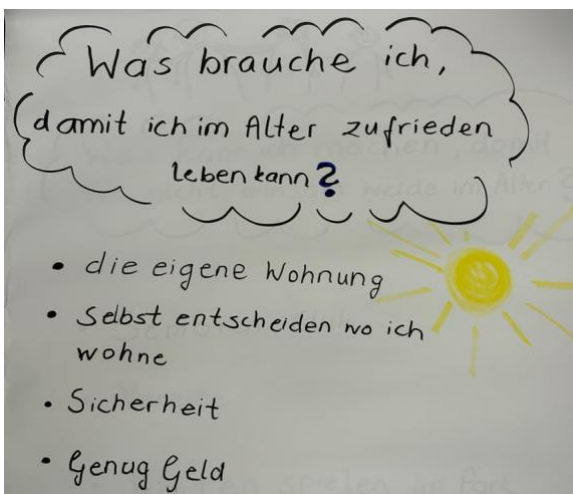 Was brauche ich,
damit ich im Alter zufrieden
leben kann?
• die eigene Wohnung
• Selbst entscheiden wo ich
wohne
• Sicherheit
• Genug Geld